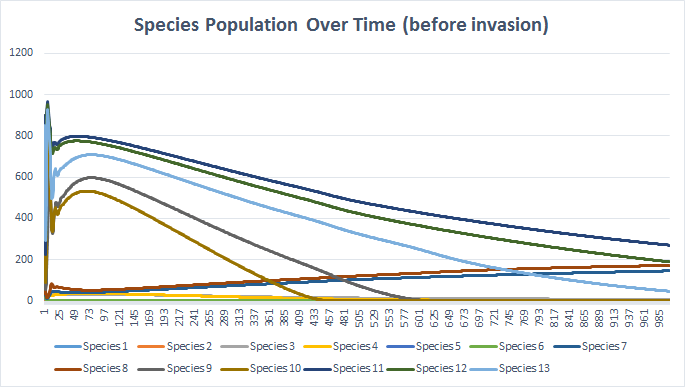 Species Population Over Time (before invasion)
1200
1000
800
600
400
200
0
1 25 49 73 97 121 145 169 193 217 241 265 289 313 337 361 385 409 433 457 481 505 529 553 577 601 625 649 673 697 721 745 769 793 817 841 865 889 913 937 961 985
Species 1 Species 2 Species 3 Species 4 Species 5 Species 6 Species 7
Species 8 Species 9 Species 10 Species 11 Species 12 Species 13